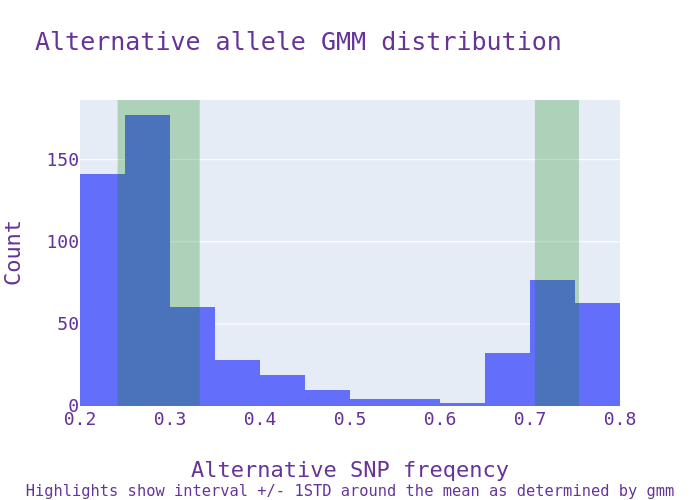 Alternative allele GMM distribution
Count
150
100
50
0
0.2 0.3 0.4 0.5 0.6 0.7 0.8
Alternative SNP freqency
Highlights show interval +/- 1STD around the mean as determined by gmm